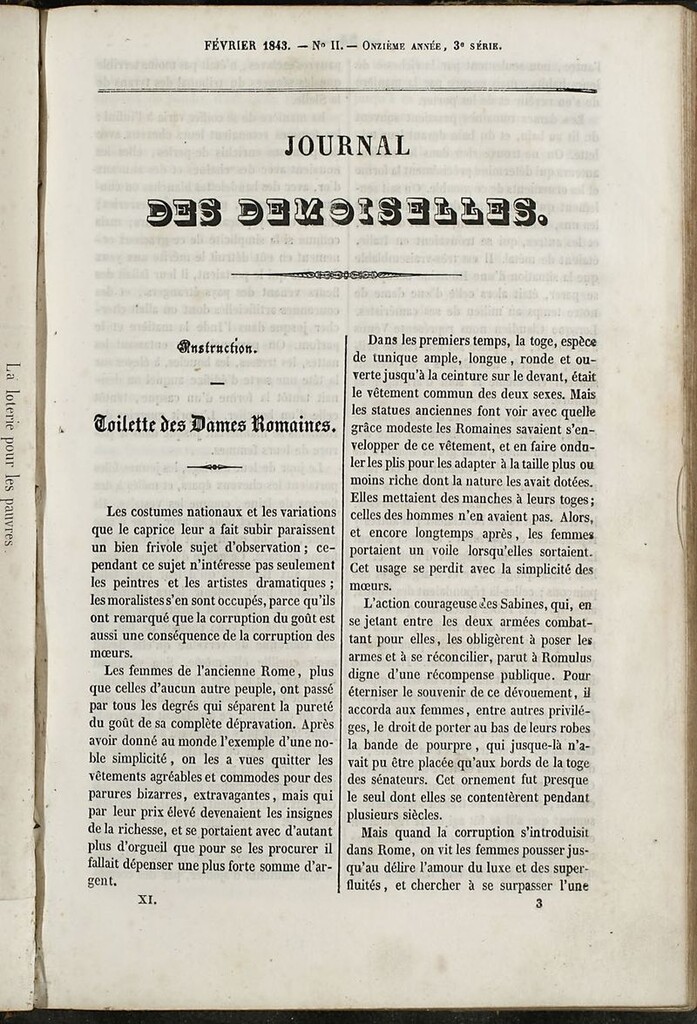 FÉVRIER 1843. — No II. — ONZIÈME ANNÉE, 3e SÉRIE.
JOURNAL
DES DEMOISELLES.
Instruction.
Toilette des Dames Romaines.
Les costumes nationaux et les variations
que le caprice leur a fait subir paraissent
un bien frivole sujet d'observation ; ce-
pendant ce sujet n'intéresse pas seulement
les peintres et les artistes dramatiques ;
les moralistes s'en sont occupés, parce qu'ils
ont remarqué que la corruption du goût est
aussi une conséquence de la corruption des
mœurs.
Les femmes de l'ancienne Rome, plus
que celles d'aucun autre peuple, ont passé
par tous les degrés qui séparent la pureté
du goût de sa complète dépravation. Après
avoir donné au monde l'exemple d'une no-
ble simplicité , on les a vues quitter les
vêtements agréables et commodes pour des
parures bizarres, extravagantes , mais qui
par leur prix élevé devenaient les insignes
de la richesse, et se portaient avec d'autant
plus d'orgueil que pour se les procurer il
fallait dépenser une plus forte somme d'ar-
gent.
XI.
Dans les premiers temps, la toge, espèce
de tunique ample, longue , ronde et ou-
verte jusqu'à la ceinture sur le devant, était
le vêtement commun des deux sexes. Mais
les statues anciennes font voir avec quelle
grâce modeste les Romaines savaient s'en-
velopper de ce vêtement, et en faire ondu-
ler les plis pour les adapter à la taille plus ou
moins riche dont la nature les avait dotées.
Elles mettaient des manches à leurs toges ;
celles des hommes n'en avaient pas. Alors,
et encore longtemps après , les femmes
portaient un voile lorsqu'elles sortaient.
Cet usage se perdit avec la simplicité des
mœurs.
L'action courageuse des Sabines, qui, en
se jetant entre les deux armées combat-
tant pour elles, les obligèrent à poser les
armes et à se réconcilier, parut à Romulus
digne d'une récompense publique. Pour
éterniser le souvenir de ce dévouement, il
accorda aux femmes , entre autres privilé-
ges, le droit de porter au bas de leurs robes
la bande de pourpre , qui jusque-là n'a-
vait pu être placée qu'aux bords de la toge
des sénateurs. Cet ornement fut presque
le seul dont elles se contentèrent pendant
plusieurs siècles.
Mais quand la corruption s'introduisit
dans Rome, on vit les femmes pousser jus-
qu'au délire l'amour du luxe et des super-
fluités , et chercher à se surpasser l'une
3
La loterie pour les pauvres.